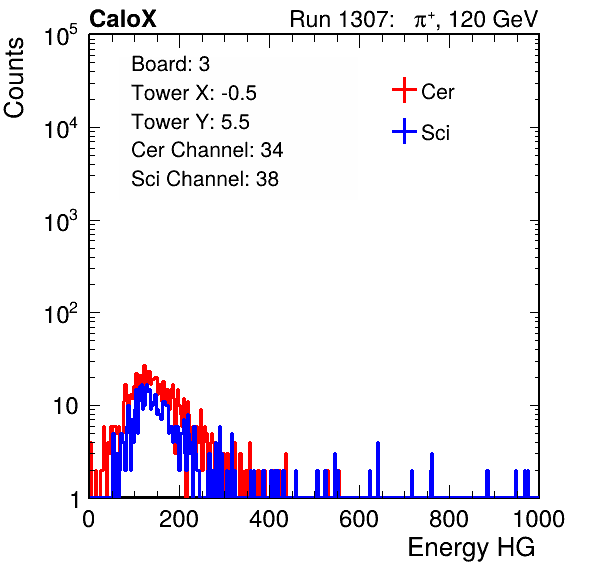 CaloX Run 1307: π⁺, 120 GeV
Counts
10⁵
10⁴
10³
10²
10
1
Board: 3
Tower X: -0.5
Tower Y: 5.5
Cer Channel: 34
Sci Channel: 38
Cer
Sci
0 200 400 600 800 1000
Energy HG